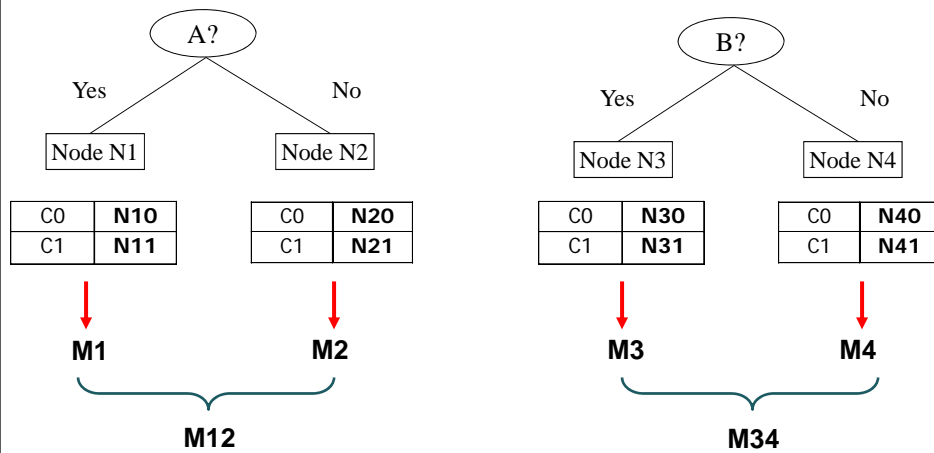 A? B?
Yes No Yes No
Node N1 Node N2 Node N3 Node N4
C0 N10 C0 N20 C0 N30 C0 N40
C1 N11 C1 N21 C1 N31 C1 N41
M1 M2 M3 M4
M12 M34